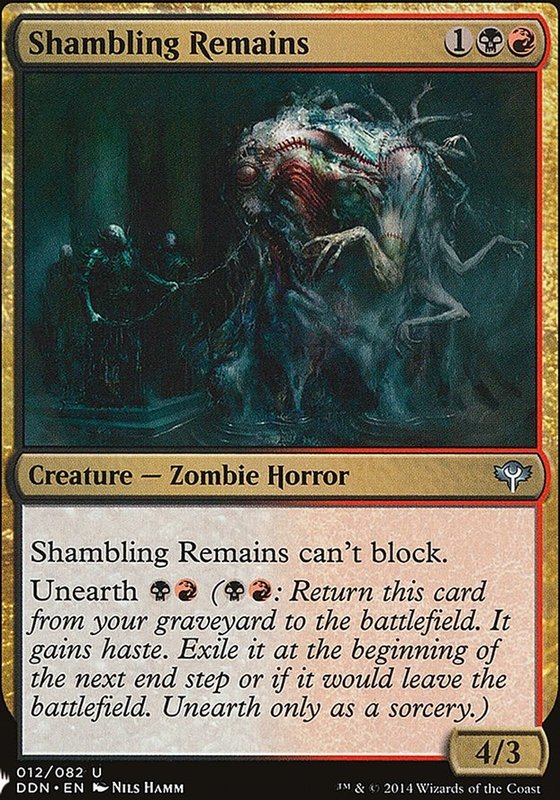 Shambling Remains 1
Creature — Zombie Horror
Shambling Remains can't block.
Unearth (: Return this card
from your graveyard to the battlefield. It
gains haste. Exile it at the beginning of
the next end step or if it would leave the
battlefield. Unearth only as a sorcery.)
4/3
012/082 U
DDN • EN Nils Hamm ™ & © 2014 Wizards of the Coast